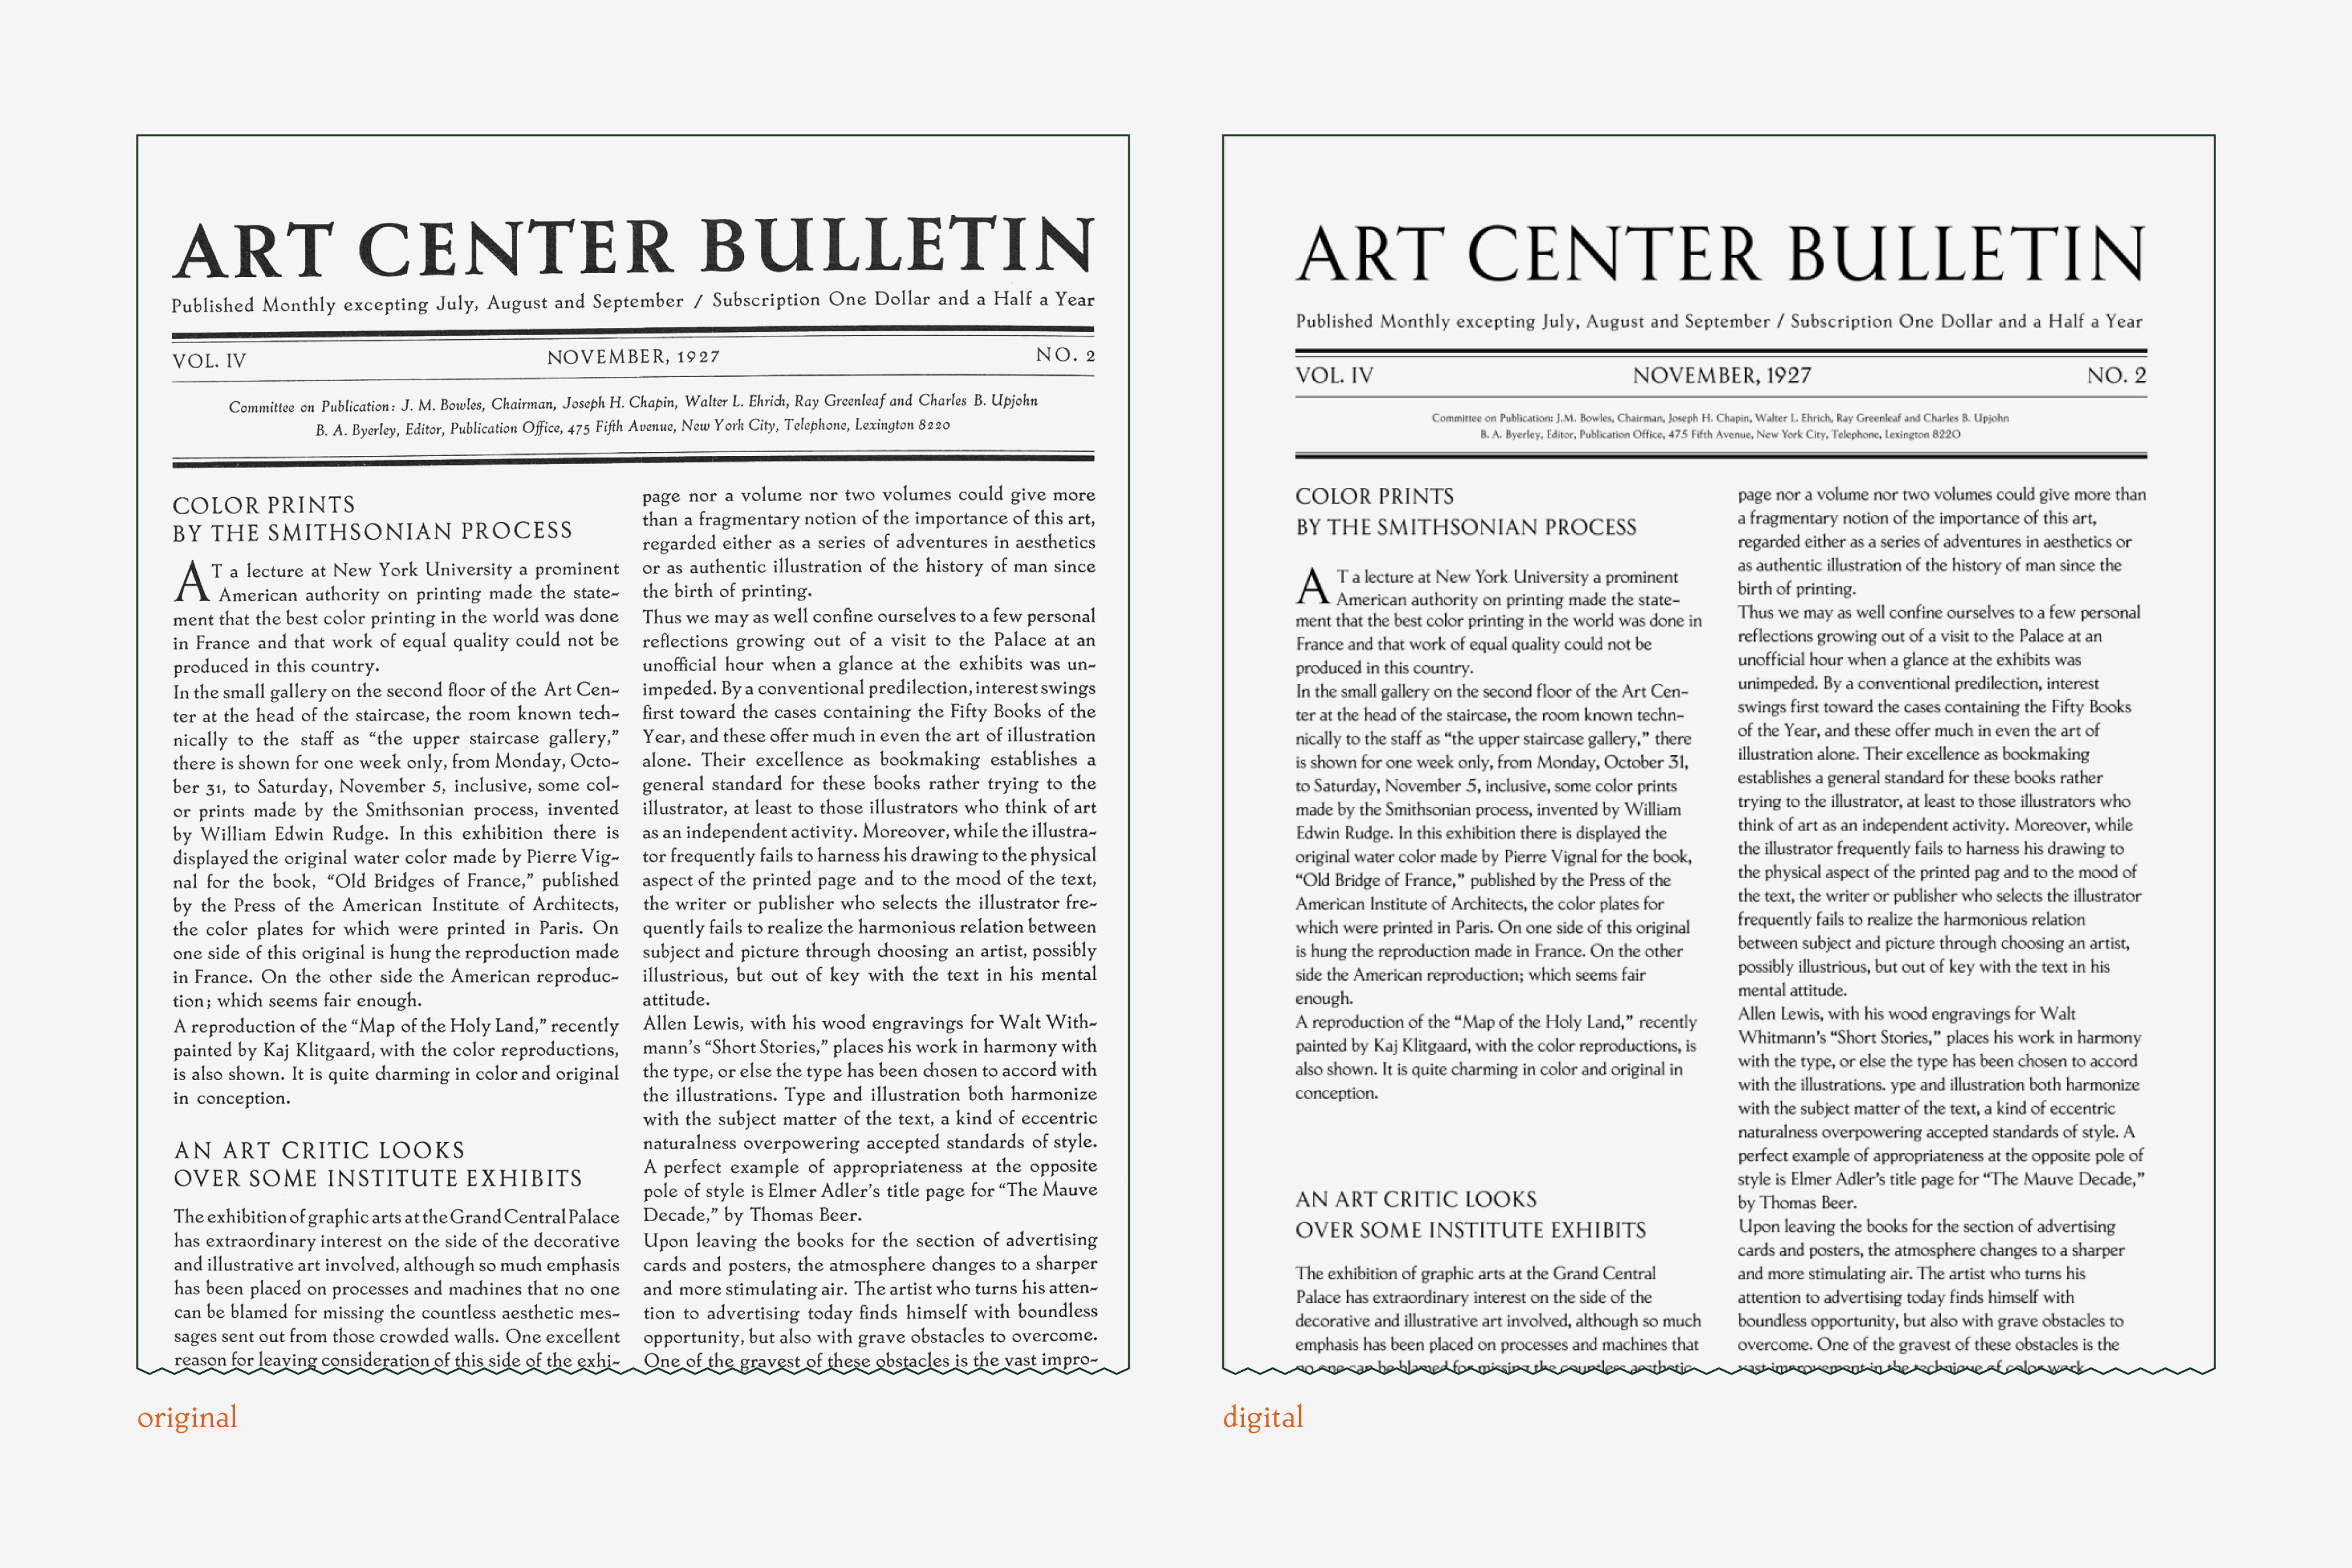 ART CENTER BULLETIN
Published Monthly excepting July, August and September / Subscription One Dollar and a Half a Year
VOL. IV NOVEMBER, 1927 NO. 2
Committee on Publication: J. M. Bowles, Chairman, Joseph H. Chapin, Walter L. Ehrich, Ray Greenleaf and Charles B. Upjohn
B. A. Byerley, Editor, Publication Office, 475 Fifth Avenue, New York City, Telephone, Lexington 8220
COLOR PRINTS
BY THE SMITHSONIAN PROCESS
AT a lecture at New York University a prominent
American authority on printing made the state-
ment that the best color printing in the world was done
in France and that work of equal quality could not be
produced in this country.
In the small gallery on the second floor of the Art Cen-
ter at the head of the staircase, the room known tech-
nically to the staff as “the upper staircase gallery,”
there is shown for one week only, from Monday, Octo-
ber 31, to Saturday, November 5, inclusive, some col-
or prints made by the Smithsonian process, invented
by William Edwin Rudge. In this exhibition there is
displayed the original water color made by Pierre Vig-
nal for the book, “Old Bridges of France,” published
by the Press of the American Institute of Architects,
the color plates for which were printed in Paris. On
one side of this original is hung the reproduction made
in France. On the other side the American reproduc-
tion; which seems fair enough.
A reproduction of the “Map of the Holy Land,” recently
painted by Kaj Klitgaard, with the color reproductions,
is also shown. It is quite charming in color and original
in conception.
AN ART CRITIC LOOKS
OVER SOME INSTITUTE EXHIBITS
The exhibition of graphic arts at the Grand Central Palace
has extraordinary interest on the side of the decorative
and illustrative art involved, although so much emphasis
has been placed on processes and machines that no one
can be blamed for missing the countless aesthetic mes-
sages sent out from those crowded walls. One excellent
reason for leaving consideration of this side of the exhi-
page nor a volume nor two volumes could give more
than a fragmentary notion of the importance of this art,
regarded either as a series of adventures in aesthetics
or as authentic illustration of the history of man since
the birth of printing.
Thus we may as well confine ourselves to a few personal
reflections growing out of a visit to the Palace at an
unofficial hour when a glance at the exhibits was un-
impeded. By a conventional predilection, interest swings
first toward the cases containing the Fifty Books of the
Year, and these offer much in even the art of illustration
alone. Their excellence as bookmaking establishes a
general standard for these books rather trying to the
illustrator, at least to those illustrators who think of art
as an independent activity. Moreover, while the illustra-
tor frequently fails to harness his drawing to the physical
aspect of the printed page and to the mood of the text,
the writer or publisher who selects the illustrator fre-
quently fails to realize the harmonious relation between
subject and picture through choosing an artist, possibly
illustrious, but out of key with the text in his mental
attitude.
Allen Lewis, with his wood engravings for Walt With-
mann’s “Short Stories,” places his work in harmony with
the type, or else the type has been chosen to accord with
the illustrations. Type and illustration both harmonize
with the subject matter of the text, a kind of eccentric
naturalness overpowering accepted standards of style.
A perfect example of appropriateness at the opposite
pole of style is Elmer Adler’s title page for “The Mauve
Decade,” by Thomas Beer.
Upon leaving the books for the section of advertising
cards and posters, the atmosphere changes to a sharper
and more stimulating air. The artist who turns his atten-
tion to advertising today finds himself with boundless
opportunity, but also with grave obstacles to overcome.
One of the gravest of these obstacles is the vast impro-
original
ART CENTER BULLETIN
Published Monthly excepting July, August and September / Subscription One Dollar and a Half a Year
VOL. IV NOVEMBER, 1927 NO. 2
Committee on Publication: J.M. Bowles, Chairman, Joseph H. Chapin, Walter L. Ehrich, Ray Greenleaf and Charles B. Upjohn
B. A. Byerley, Editor, Publication Office, 475 Fifth Avenue, New York City, Telephone, Lexington 8220
COLOR PRINTS
BY THE SMITHSONIAN PROCESS
AT a lecture at New York University a prominent
American authority on printing made the state-
ment that the best color printing in the world was done in
France and that work of equal quality could not be
produced in this country.
In the small gallery on the second floor of the Art Cen-
ter at the head of the staircase, the room known techn-
nically to the staff as “the upper staircase gallery,” there
is shown for one week only, from Monday, October 31,
to Saturday, November 5, inclusive, some color prints
made by the Smithsonian process, invented by William
Edwin Rudge. In this exhibition there is displayed the
original water color made by Pierre Vignal for the book,
“Old Bridge of France,” published by the Press of the
American Institute of Architects, the color plates for
which were printed in Paris. On one side of this original
is hung the reproduction made in France. On the other
side the American reproduction; which seems fair
enough.
A reproduction of the “Map of the Holy Land,” recently
painted by Kaj Klitgaard, with the color reproductions, is
also shown. It is quite charming in color and original in
conception.
AN ART CRITIC LOOKS
OVER SOME INSTITUTE EXHIBITS
The exhibition of graphic arts at the Grand Central
Palace has extraordinary interest on the side of the
decorative and illustrative art involved, although so much
emphasis has been placed on processes and machines that
no one can be blamed for missing the countless aesthetic
page nor a volume nor two volumes could give more than
a fragmentary notion of the importance of this art,
regarded either as a series of adventures in aesthetics or
as authentic illustration of the history of man since the
birth of printing.
Thus we may as well confine ourselves to a few personal
reflections growing out of a visit to the Palace at an
unofficial hour when a glance at the exhibits was
unimpeded. By a conventional predilection, interest
swings first toward the cases containing the Fifty Books
of the Year, and these offer much in even the art of
illustration alone. Their excellence as bookmaking
establishes a general standard for these books rather
trying to the illustrator, at least to those illustrators who
think of art as an independent activity. Moreover, while
the illustrator frequently fails to harness his drawing to
the physical aspect of the printed pag and to the mood of
the text, the writer or publisher who selects the illustrator
frequently fails to realize the harmonious relation
between subject and picture through choosing an artist,
possibly illustrious, but out of key with the text in his
mental attitude.
Allen Lewis, with his wood engravings for Walt
Whitmann’s “Short Stories,” places his work in harmony
with the type, or else the type has been chosen to accord
with the illustrations. ype and illustration both harmonize
with the subject matter of the text, a kind of eccentric
naturalness overpowering accepted standards of style. A
perfect example of appropriateness at the opposite pole of
style is Elmer Adler’s title page for “The Mauve Decade,”
by Thomas Beer.
Upon leaving the books for the section of advertising
cards and posters, the atmosphere changes to a sharper
and more stimulating air. The artist who turns his
attention to advertising today finds himself with
boundless opportunity, but also with grave obstacles to
overcome. One of the gravest of these obstacles is the
vast improvement in the technique of color work
digital